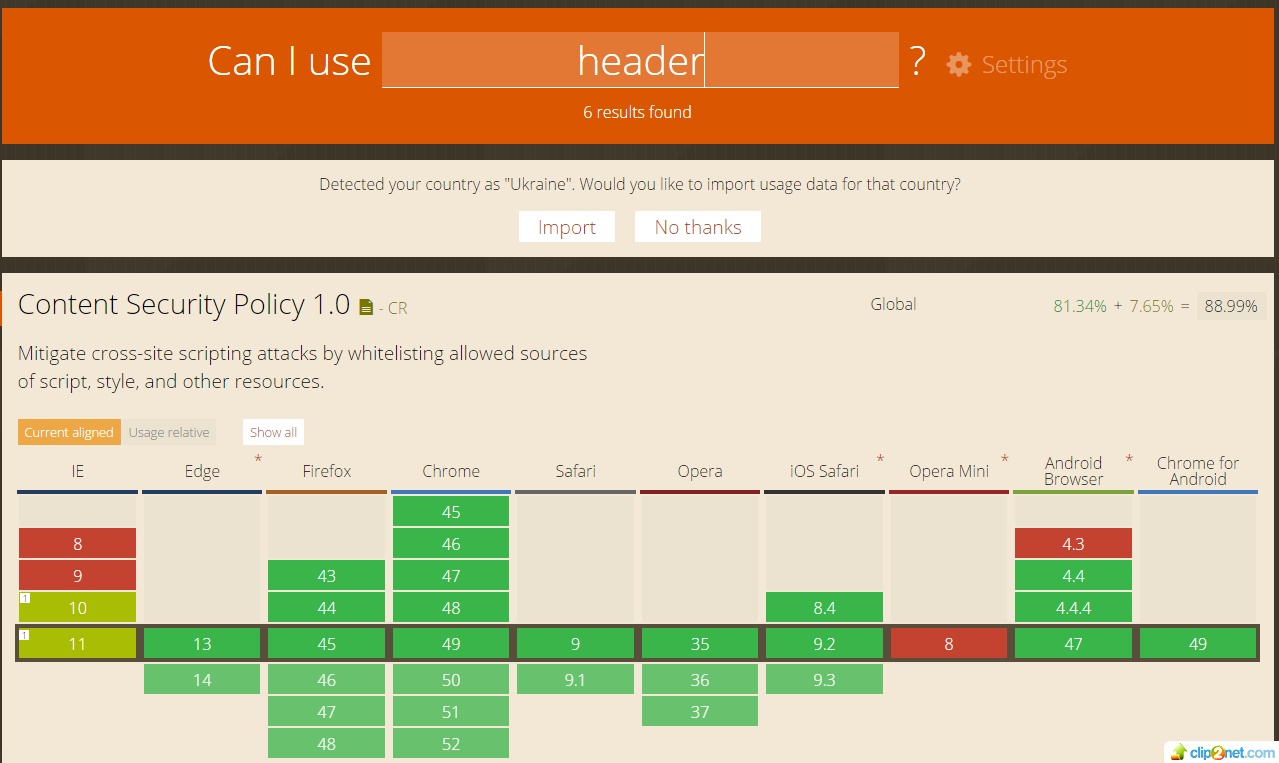 Can I use header ? Settings
6 results found
Detected your country as "Ukraine". Would you like to import usage data for that country?
Import No thanks
Content Security Policy 1.0 - CR Global 81.34% + 7.65% = 88.99%
Mitigate cross-site scripting attacks by whitelisting allowed sources
of script, style, and other resources.
Current aligned Usage relative Show all
IE Edge * Firefox Chrome Safari Opera iOS Safari * Opera Mini * Android Browser * Chrome for Android
45
8 46 4.3
9 43 47 4.4
1 10 44 48 8.4 4.4.4
1 11 13 45 49 9 35 9.2 8 47 49
14 46 50 9.1 36 9.3
47 51 37
48 52
clip2net.com